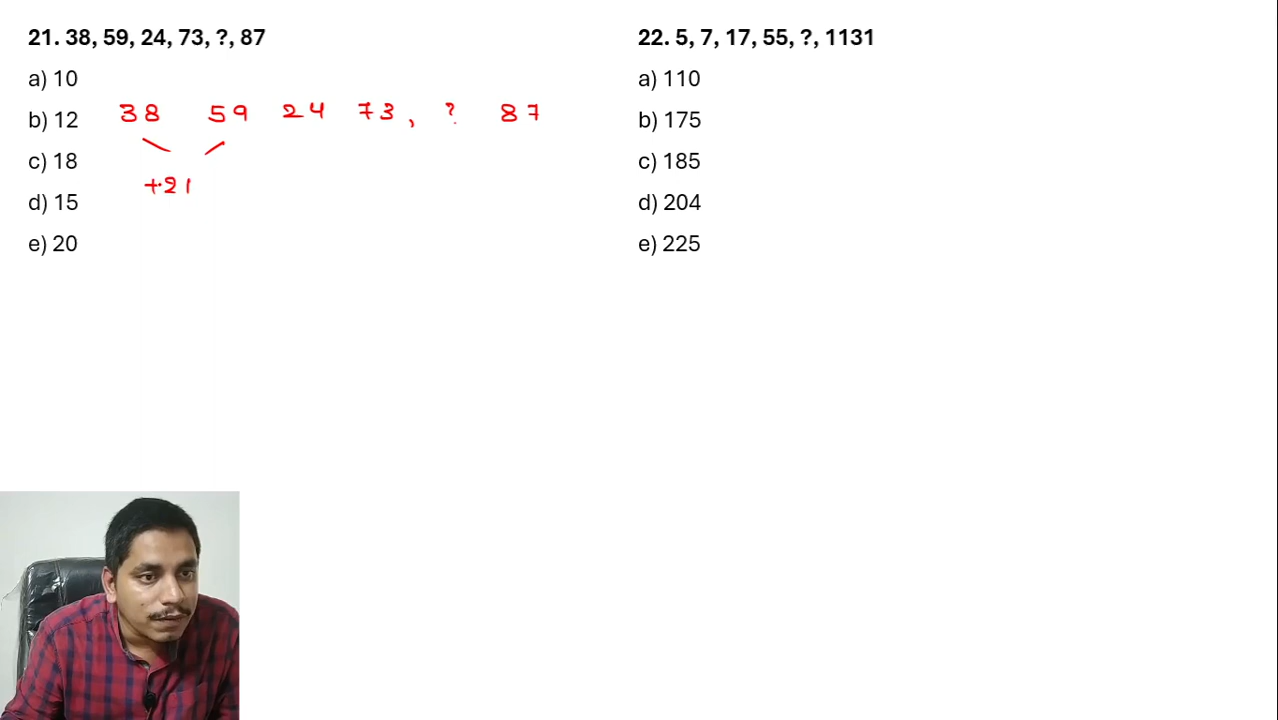 21. 38, 59, 24, 73, ?, 87
a) 10
b) 12
c) 18
d) 15
e) 20
38 59 24 73, ? 87
+21
22. 5, 7, 17, 55, ?, 1131
a) 110
b) 175
c) 185
d) 204
e) 225